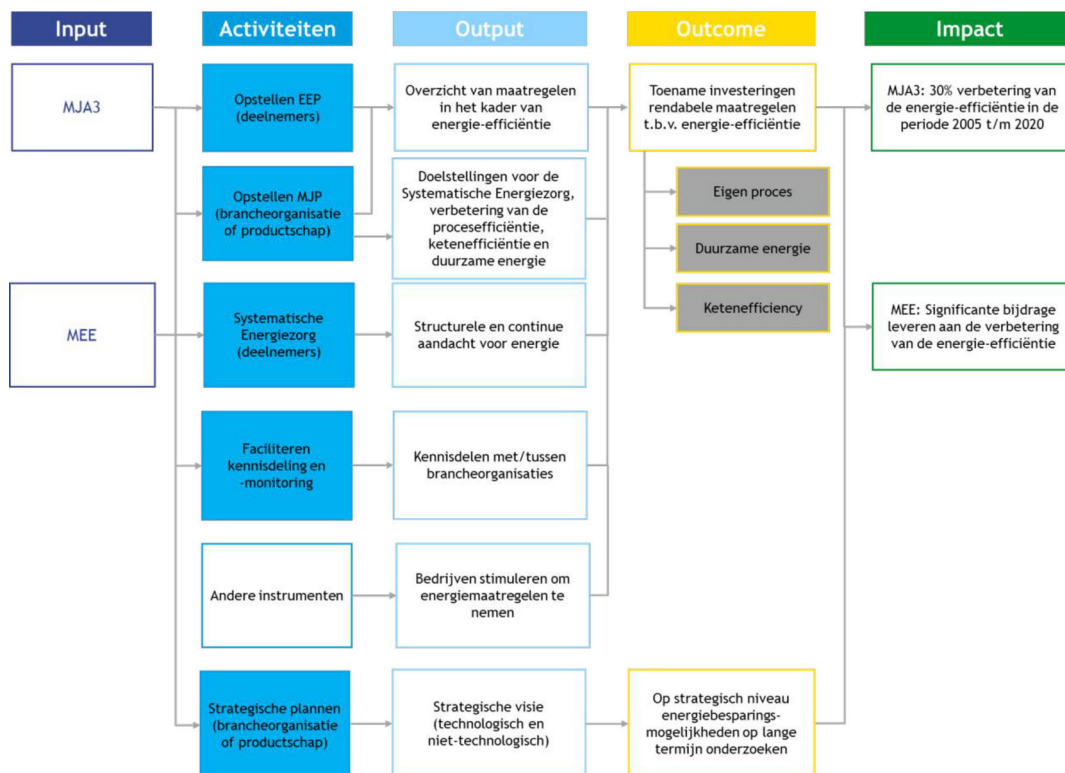 Input
Activiteiten
Output
Outcome
Impact
MJA3
Opstellen EEP
(deelnemers)
Overzicht van maatregelen
in het kader van
energie-efficiëntie
Toename investeringen
rendabele maatregelen
t.b.v. energie-efficiëntie
MJA3: 30% verbetering van
de energie-efficiëntie in de
periode 2005 t/m 2020
Opstellen MJP
(brancheorganisatie
of productschap)
Doelstellingen voor de
Systematische Energiezorg,
verbetering van de
procesefficiëntie,
ketenefficiëntie en
duurzame energie
Eigen proces
Duurzame energie
Ketenefficiency
MEE
Systematische
Energiezorg
(deelnemers)
Structurele en continue
aandacht voor energie
MEE: Significante bijdrage
leveren aan de verbetering
van de energie-efficiëntie
Faciliteren
kennisdeling en
-monitoring
Kennisdelen met/tussen
brancheorganisaties
Andere instrumenten
Bedrijven stimuleren om
energiemaatregelen te
nemen
Strategische plannen
(brancheorganisatie
of productschap)
Strategische visie
(technologisch en
niet-technologisch)
Op strategisch niveau
energiebesparings-
mogelijkheden op lange
termijn onderzoeken